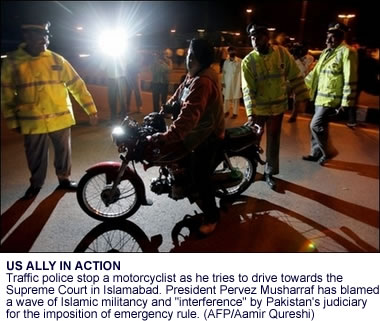 US ALLY IN ACTION
Traffic police stop a motorcyclist as he tries to drive towards the
Supreme Court in Islamabad. President Pervez Musharraf has blamed
a wave of Islamic militancy and "interference" by Pakistan's judiciary
for the imposition of emergency rule. (AFP/Aamir Qureshi)